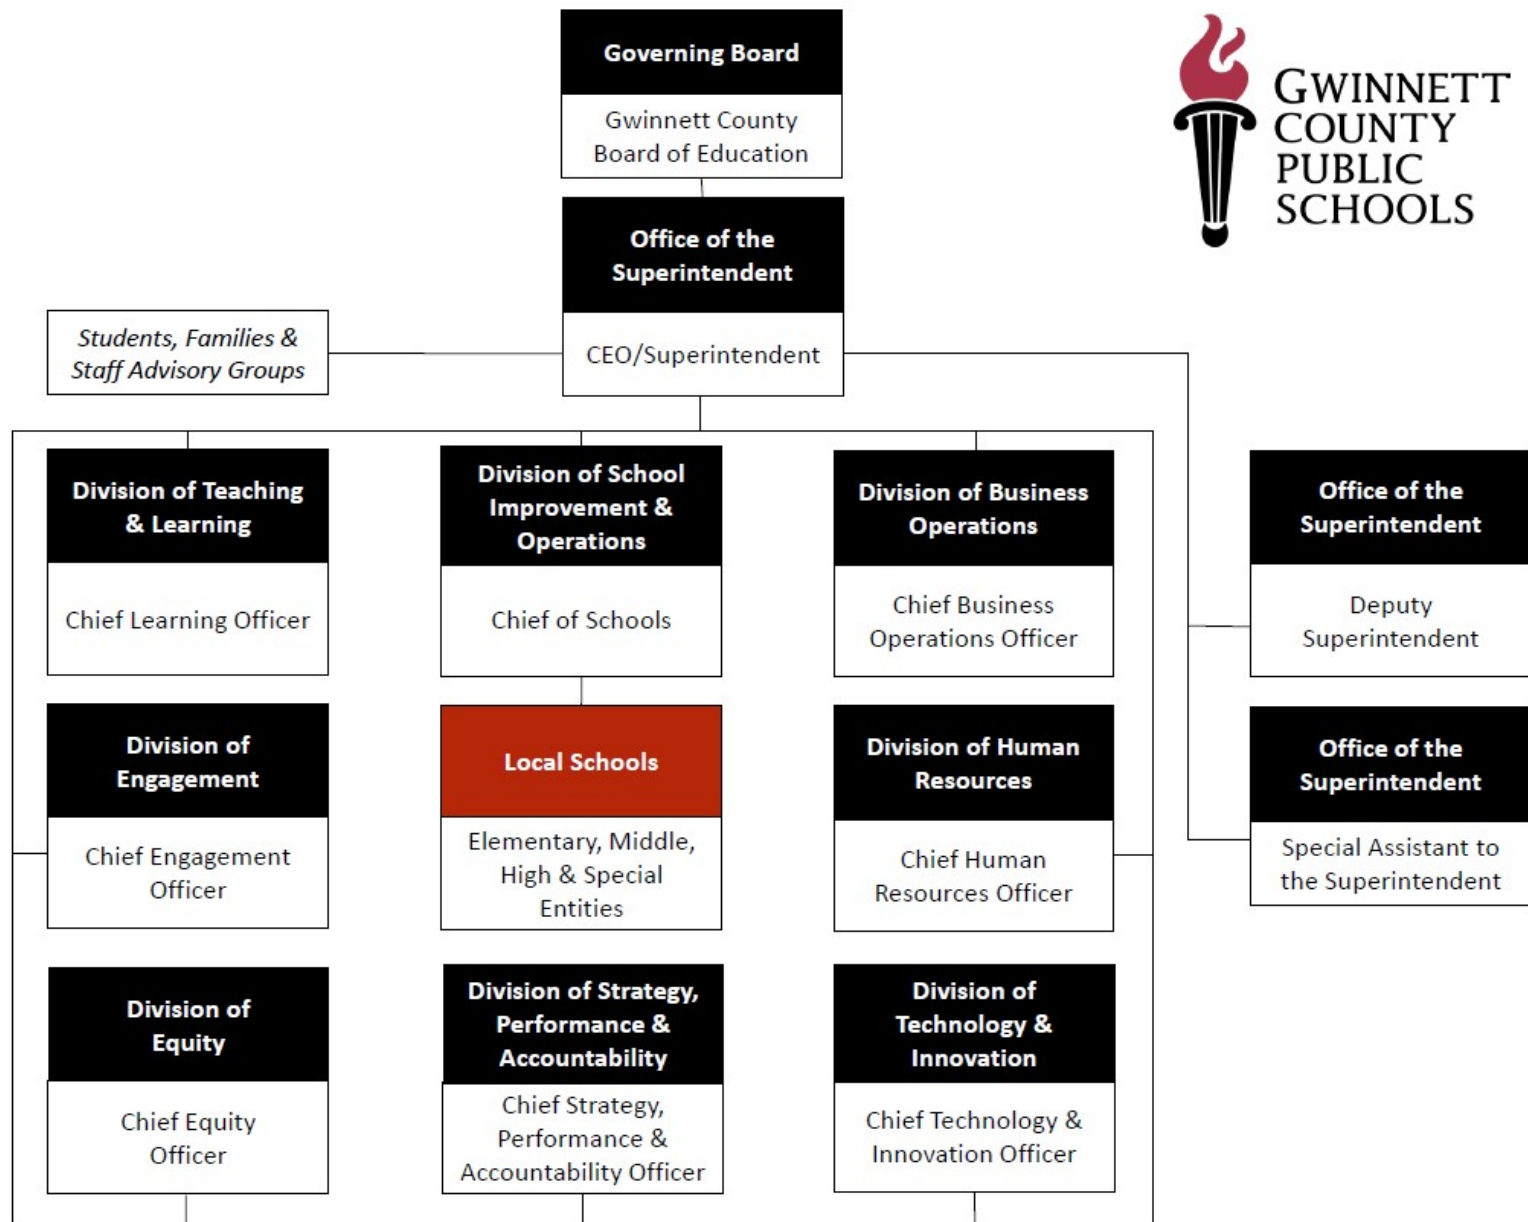 Governing Board
Gwinnett County
Board of Education
GWINNETT
COUNTY
PUBLIC
SCHOOLS
Office of the
Superintendent
CEO/Superintendent
Students, Families &
Staff Advisory Groups
Division of Teaching
& Learning
Chief Learning Officer
Division of School
Improvement &
Operations
Chief of Schools
Division of Business
Operations
Chief Business
Operations Officer
Office of the
Superintendent
Deputy
Superintendent
Division of
Engagement
Chief Engagement
Officer
Local Schools
Elementary, Middle,
High & Special
Entities
Division of Human
Resources
Chief Human
Resources Officer
Office of the
Superintendent
Special Assistant to
the Superintendent
Division of
Equity
Chief Equity
Officer
Division of Strategy,
Performance &
Accountability
Chief Strategy,
Performance &
Accountability Officer
Division of
Technology &
Innovation
Chief Technology &
Innovation Officer